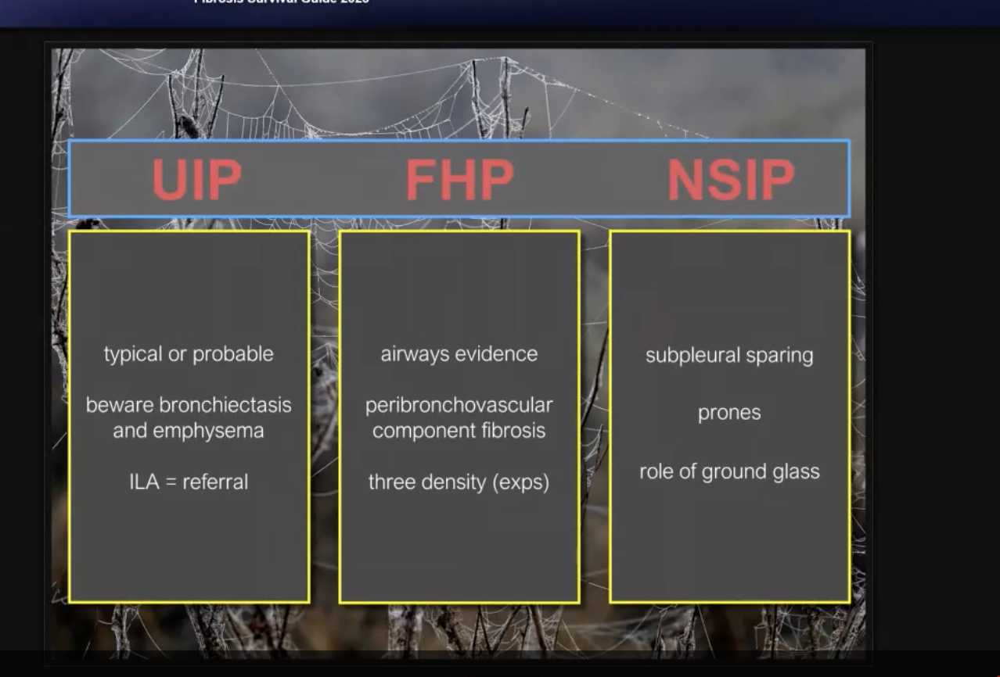 Fibrosis Survival Guide 2020
UIP FHP NSIP
typical or probable
beware bronchiectasis
and emphysema
ILA = referral
airways evidence
peribronchovascular
component fibrosis
three density (exps)
subpleural sparing
prones
role of ground glass